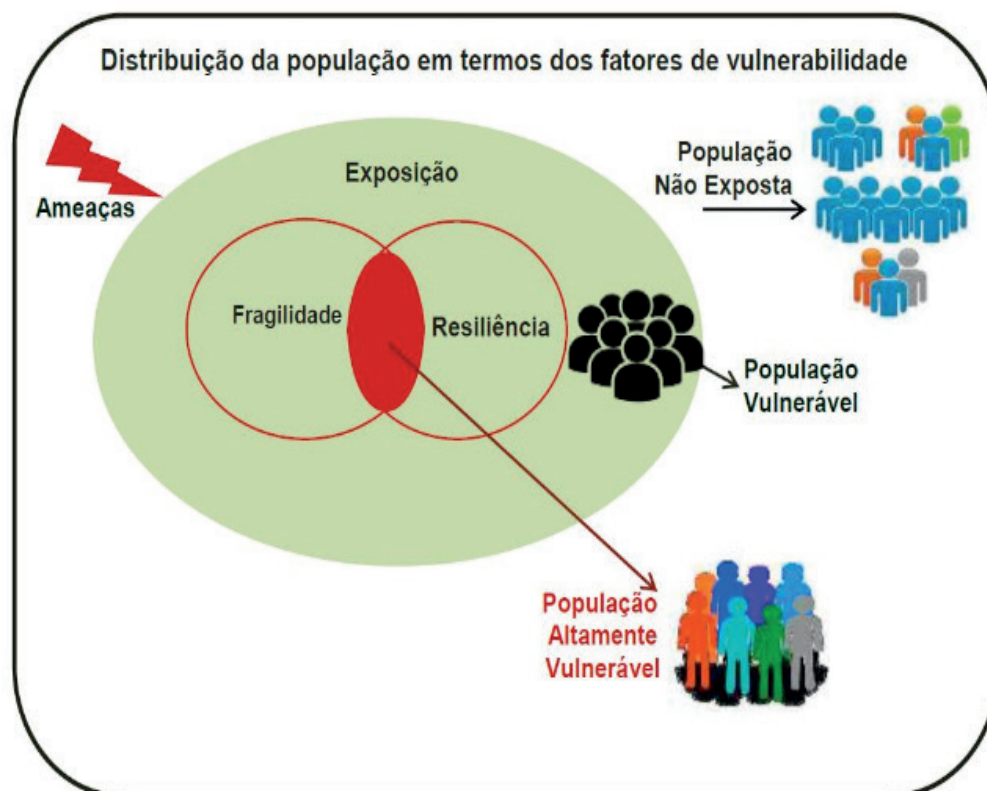 Distribuição da população em termos dos fatores de vulnerabilidade
Ameaças
Exposição
População
Não Exposta
Fragilidade
Resiliência
População
Vulnerável
População
Altamente
Vulnerável